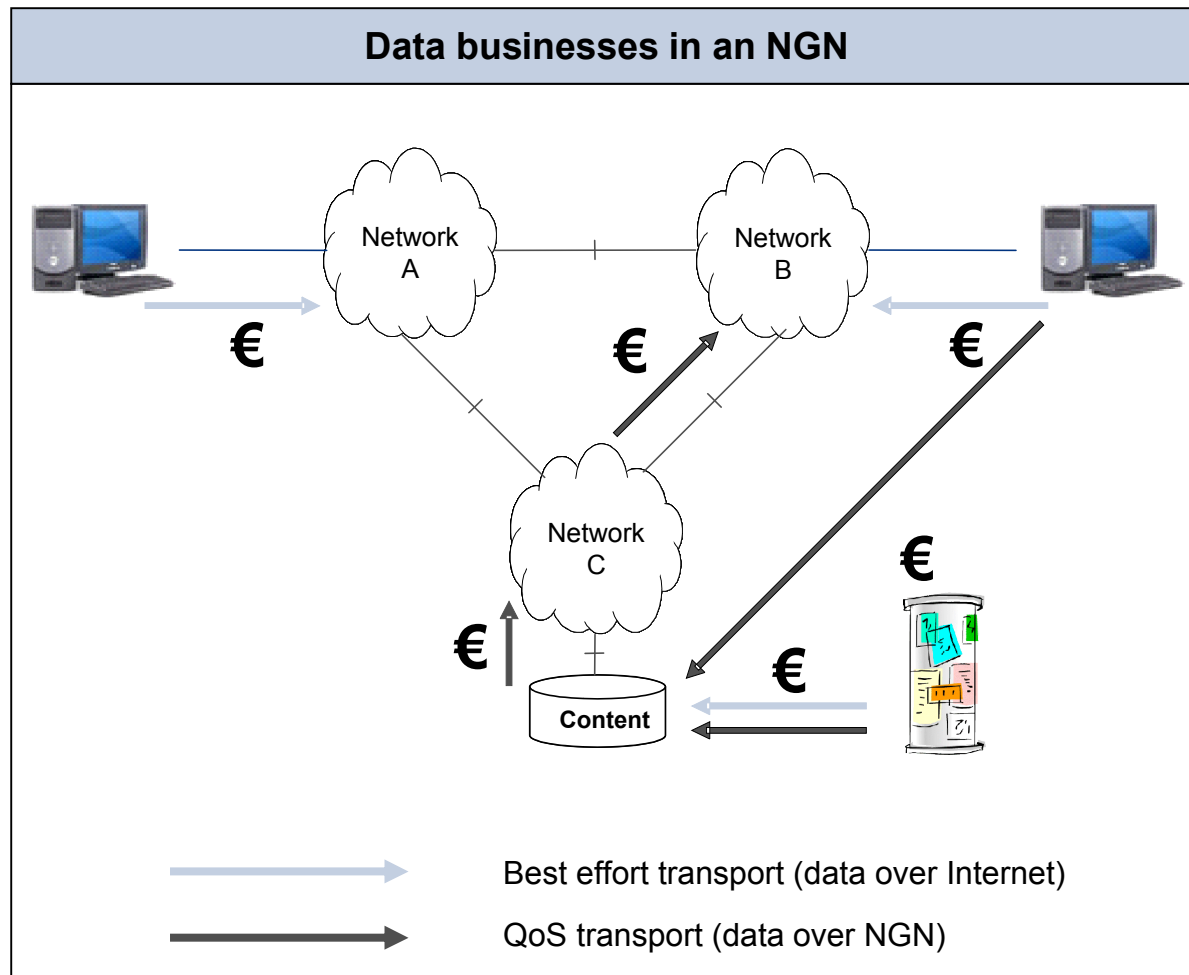 Data businesses in an NGN
Network
A
Network
B
€
€
€
Network
C
€
€
€
Content
Best effort transport (data over Internet)
QoS transport (data over NGN)